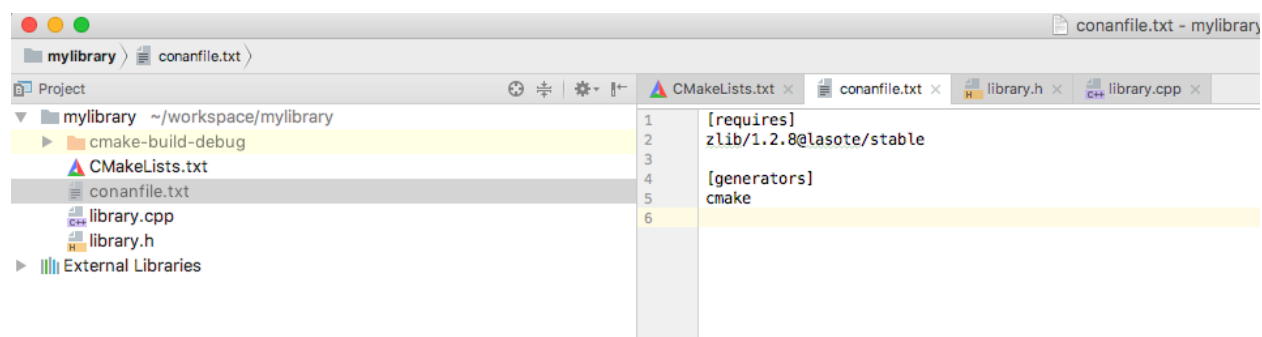 conanfile.txt - mylibrary
mylibrary conanfile.txt
Project
CMakeLists.txt conanfile.txt library.h library.cpp
mylibrary ~/workspace/mylibrary
cmake-build-debug
CMakeLists.txt
conanfile.txt
C++ library.cpp
H library.h
External Libraries
1 [requires]
2 zlib/1.2.8@lasote/stable
3
4 [generators]
5 cmake
6